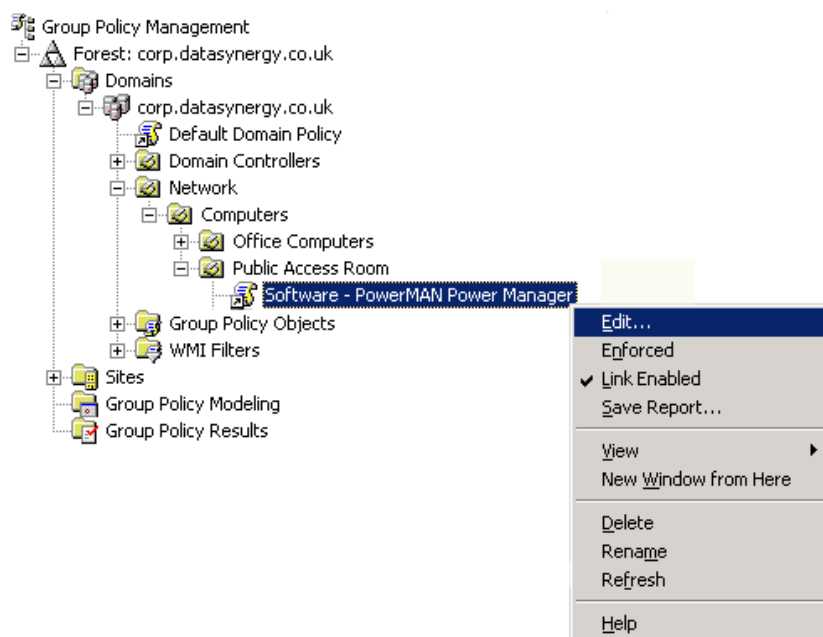 Group Policy Management
Forest: corp.datasynergy.co.uk
Domains
corp.datasynergy.co.uk
Default Domain Policy
Domain Controllers
Network
Computers
Office Computers
Public Access Room
Software - PowerMAN Power Manager
Group Policy Objects
WMI Filters
Sites
Group Policy Modeling
Group Policy Results
Edit...
Enforced
Link Enabled
Save Report...
View
New Window from Here
Delete
Rename
Refresh
Help